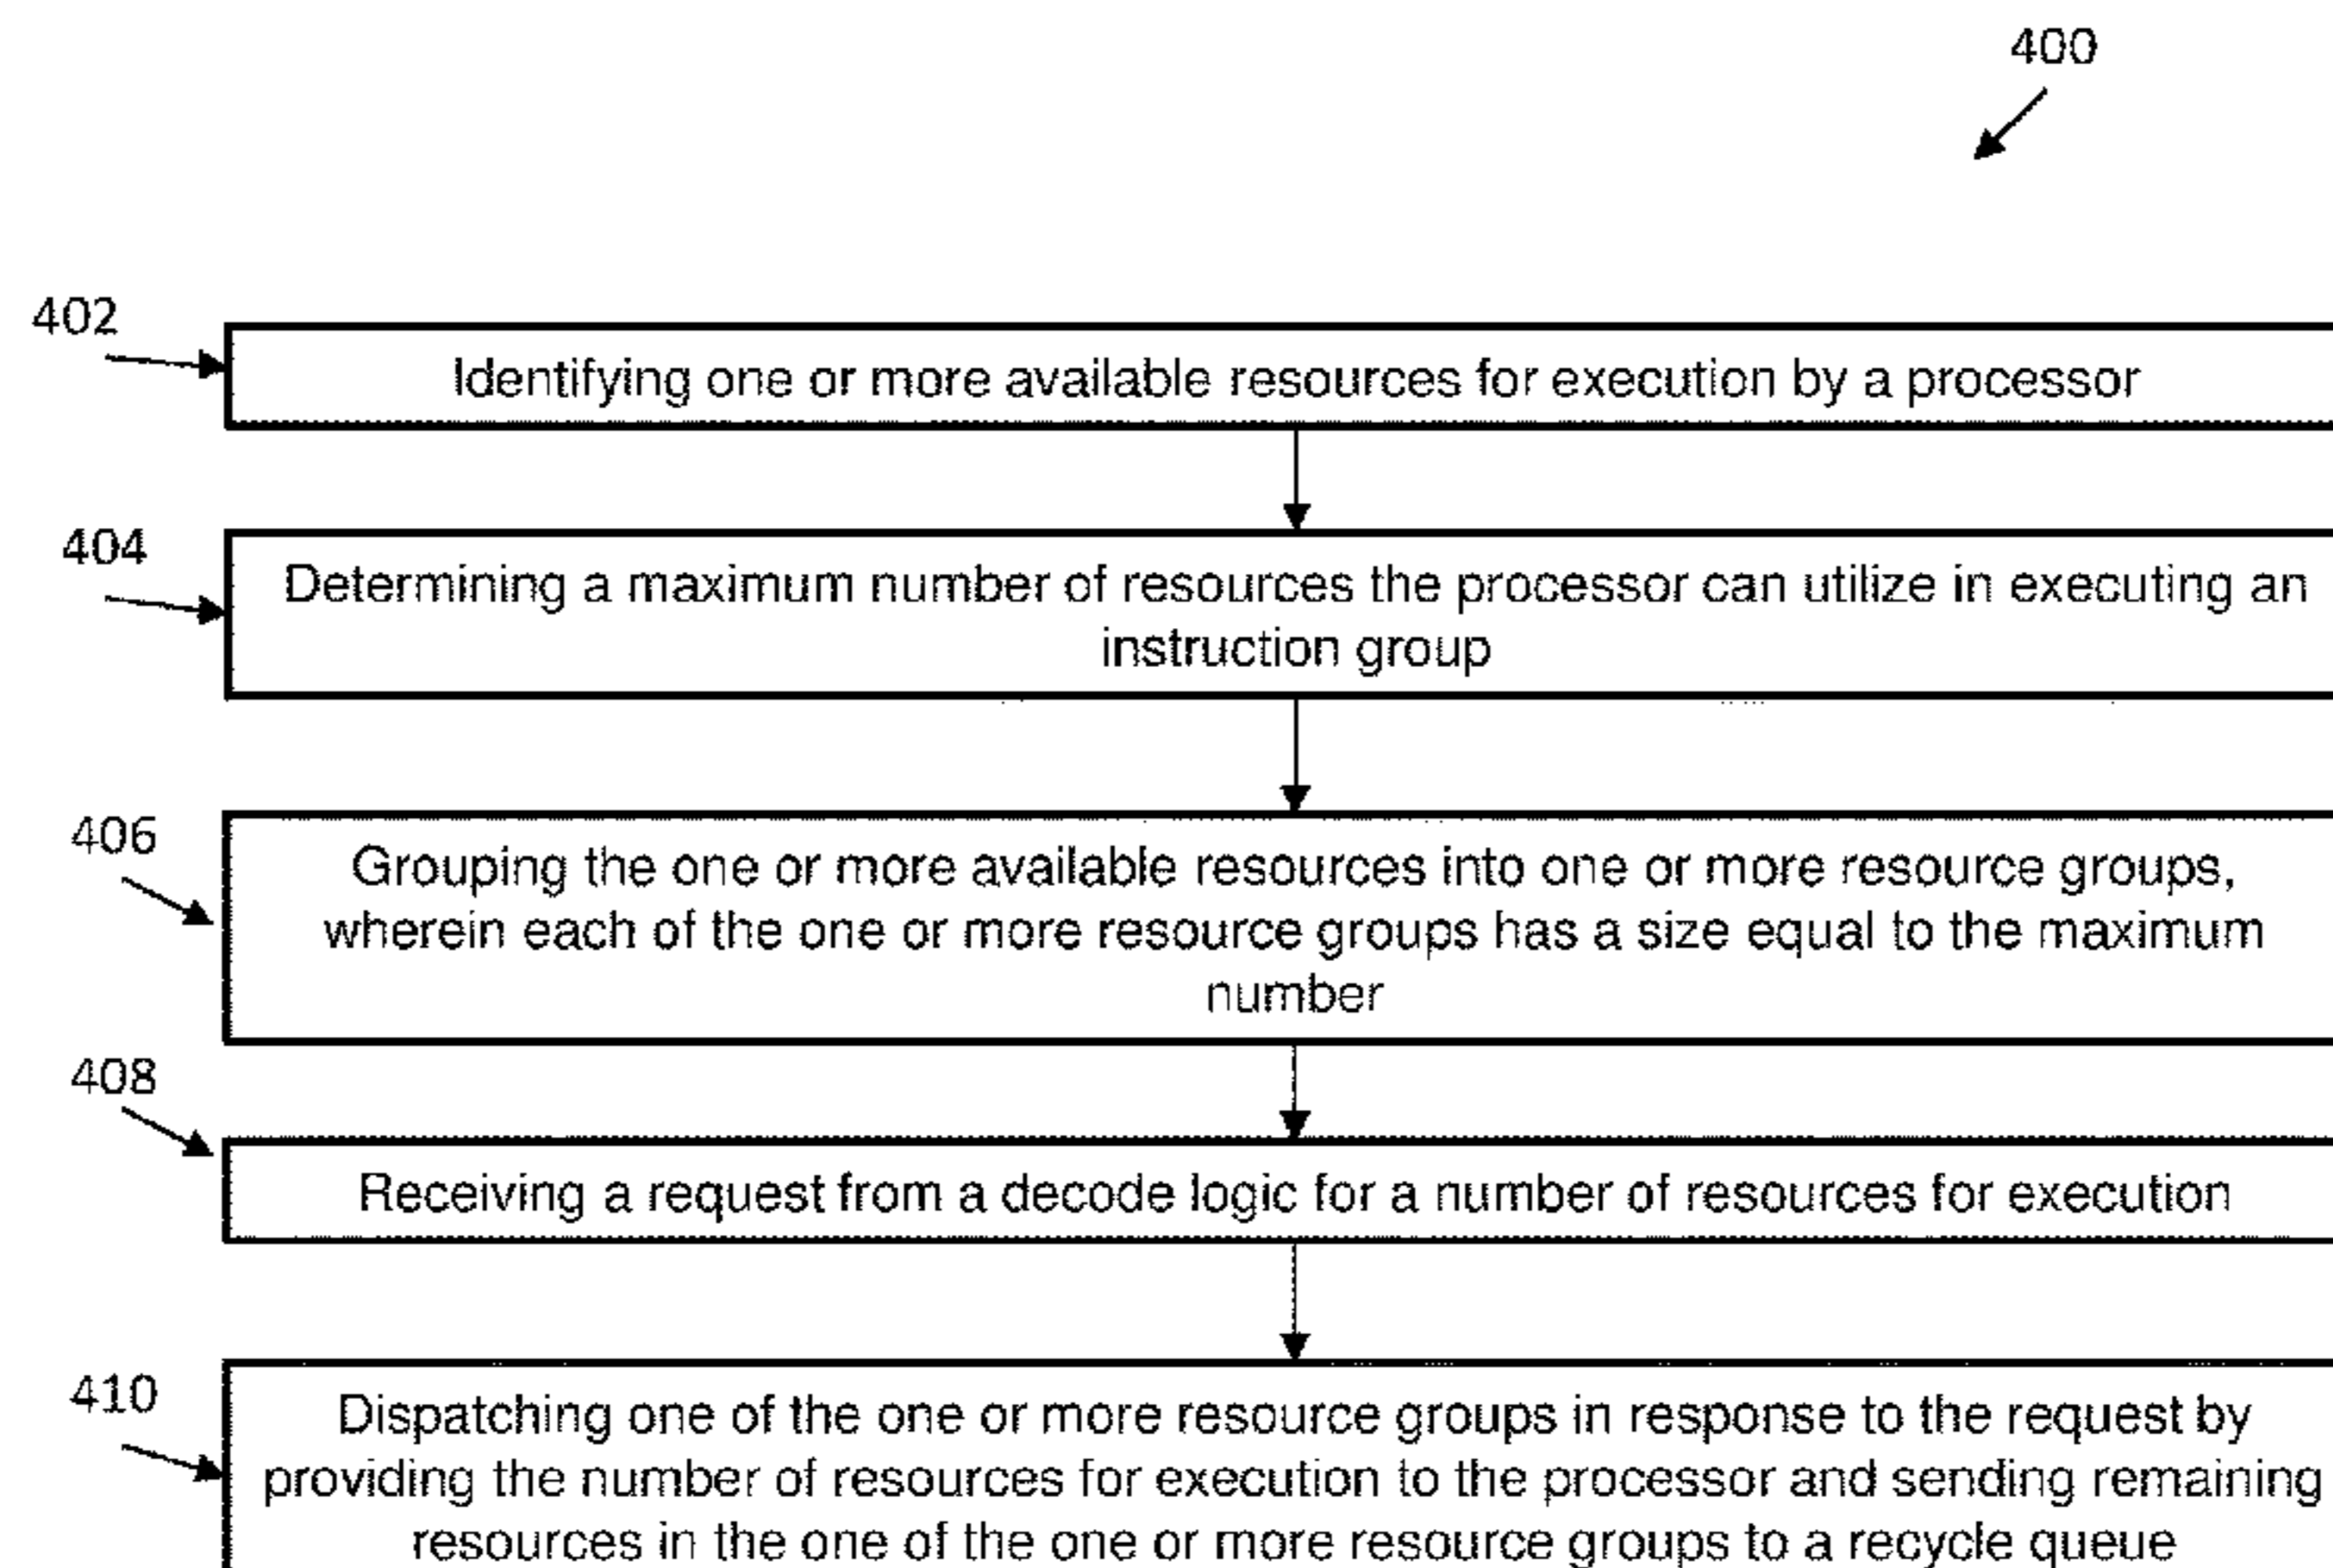 400
402
Identifying one or more available resources for execution by a processor
404
Determining a maximum number of resources the processor can utilize in executing an
instruction group
406
Grouping the one or more available resources into one or more resource groups,
wherein each of the one or more resource groups has a size equal to the maximum
number
408
Receiving a request from a decode logic for a number of resources for execution
410
Dispatching one of the one or more resource groups in response to the request by
providing the number of resources for execution to the processor and sending remaining
resources in the one of the one or more resource groups to a recycle queue